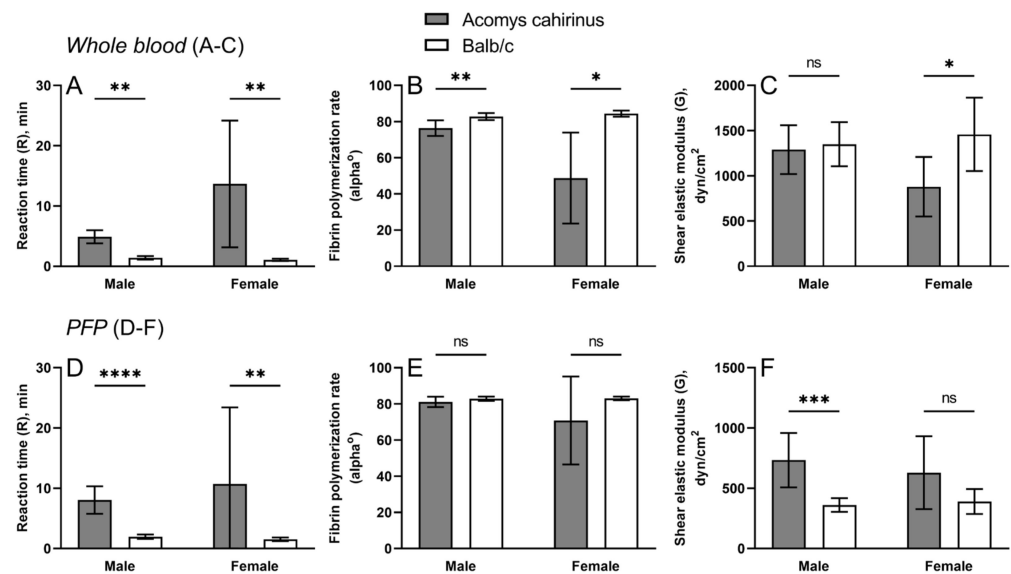 Acomys cahirinus
Balb/c
Whole blood (A-C)
A
Reaction time (R), min
30
20
10
0
**
**
Male
Female
B
Fibrin polymerization rate
(alpha°)
100
80
60
40
20
0
**
*
Male
Female
C
Shear elastic modulus (G),
dyn/cm²
2000
1500
1000
500
0
ns
*
Male
Female
PFP (D-F)
D
Reaction time (R), min
30
20
10
0
****
**
Male
Female
E
Fibrin polymerization rate
(alpha°)
100
80
60
40
20
0
ns
ns
Male
Female
F
Shear elastic modulus (G),
dyn/cm²
1500
1000
500
0
***
ns
Male
Female